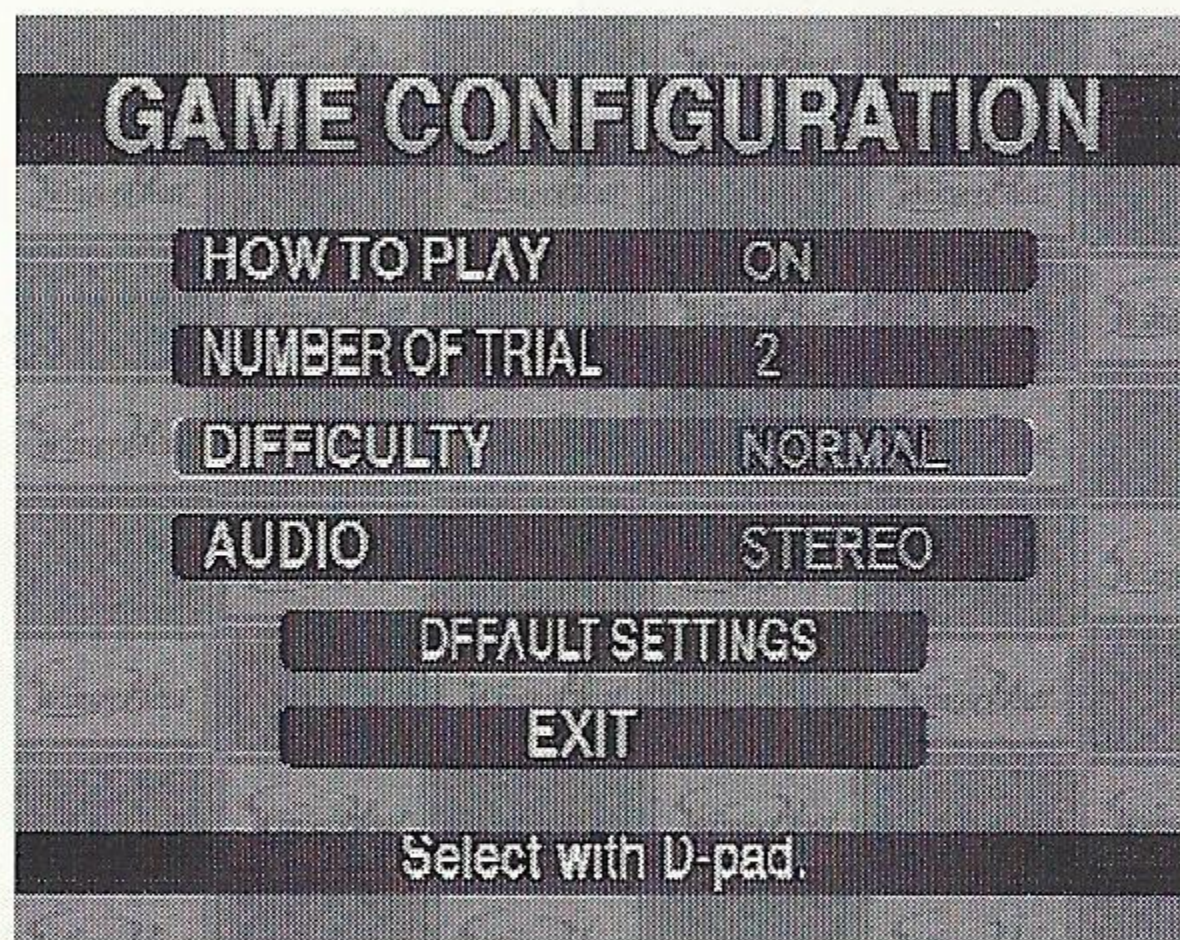 GAME CONFIGURATION
HOW TO PLAY ON
NUMBER OF TRIAL 2
DIFFICULTY NORMAL
AUDIO STEREO
DEFAULT SETTINGS
EXIT
Select with D-pad.